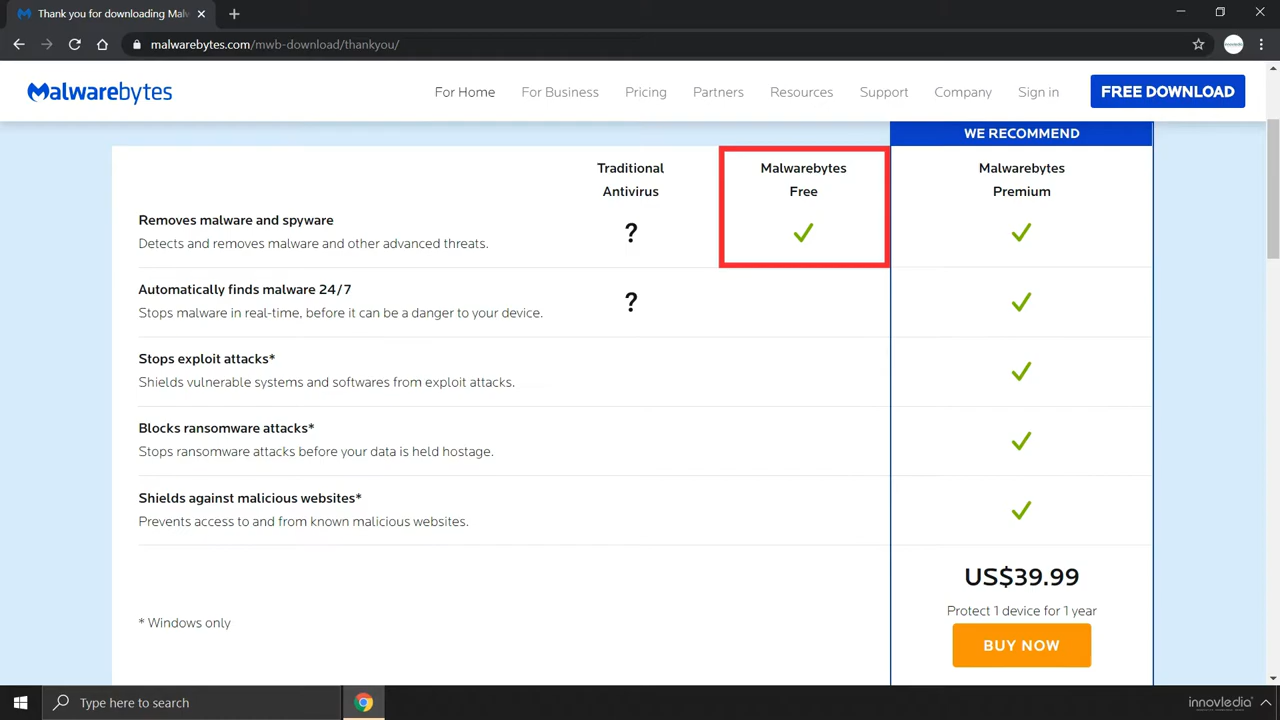 Thank you for downloading Mal
malwarebytes.com/mwb-download/thankyou/
Malwarebytes
For Home
For Business
Pricing
Partners
Resources
Support
Company
Sign in
FREE DOWNLOAD
WE RECOMMEND
Traditional
Antivirus
Malwarebytes
Free
Malwarebytes
Premium
Removes malware and spyware
Detects and removes malware and other advanced threats.
?
Automatically finds malware 24/7
Stops malware in real-time, before it can be a danger to your device.
?
Stops exploit attacks*
Shields vulnerable systems and softwares from exploit attacks.
Blocks ransomware attacks*
Stops ransomware attacks before your data is held hostage.
Shields against malicious websites*
Prevents access to and from known malicious websites.
US$39.99
Protect 1 device for 1 year
* Windows only
BUY NOW
Type here to search
innovledia